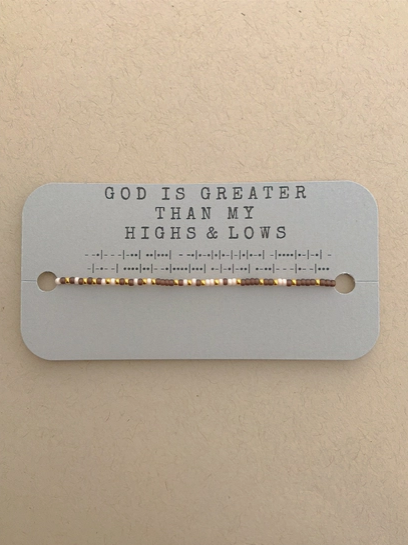 GOD IS GREATER
THAN MY
HIGHS & LOWS